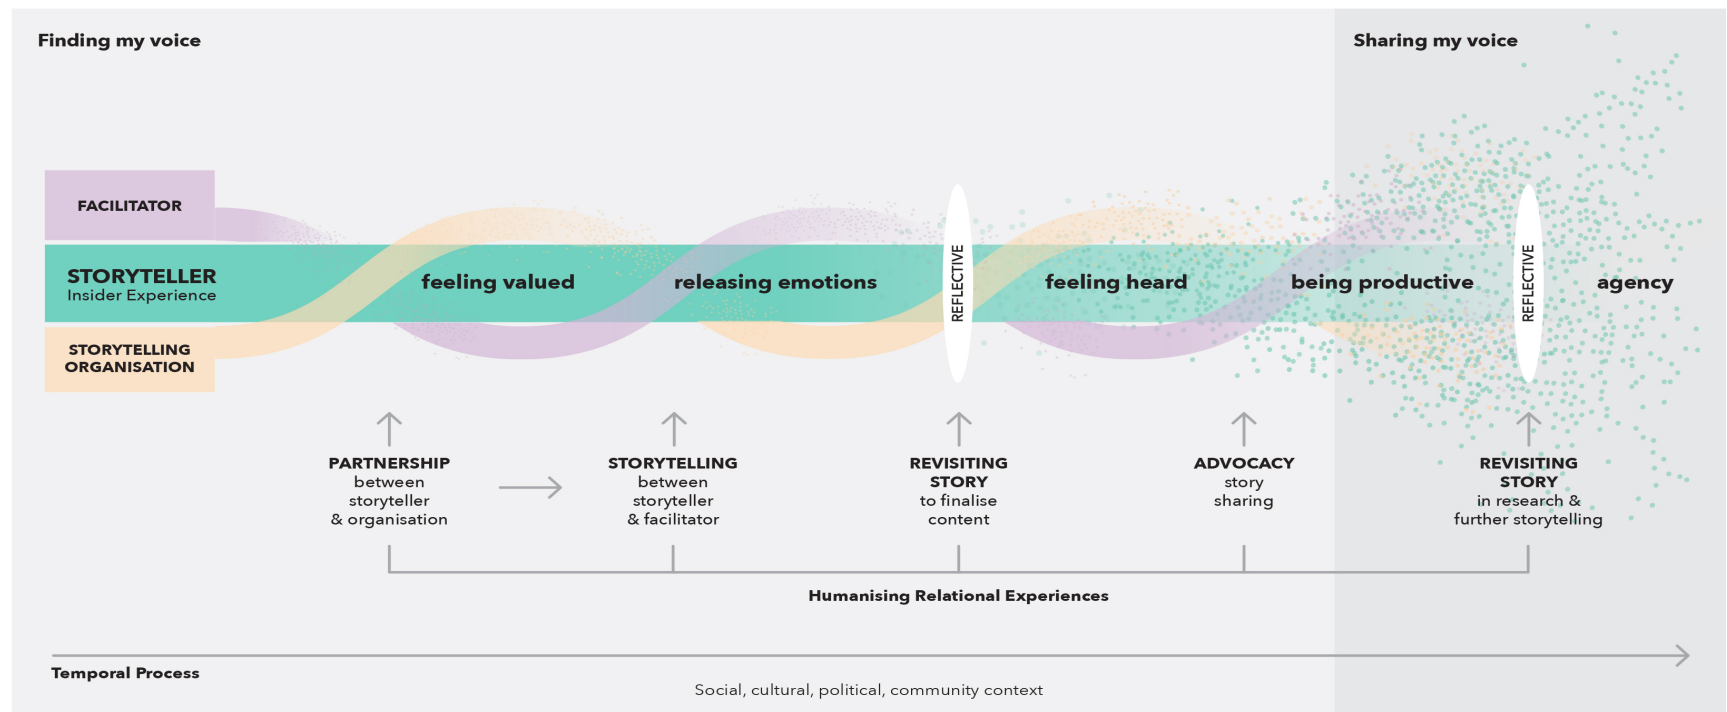 Finding my voice
Sharing my voice
FACILITATOR
STORYTELLER
Insider Experience
STORYTELLING
ORGANISATION
feeling valued
releasing emotions
REFLECTIVE
feeling heard
being productive
REFLECTIVE
agency
PARTNERSHIP
between
storyteller
& organisation
STORYTELLING
between
storyteller
& facilitator
REVISITING
STORY
to finalise
content
ADVOCACY
story
sharing
REVISITING
STORY
in research &
further storytelling
Humanising Relational Experiences
Temporal Process
Social, cultural, political, community context